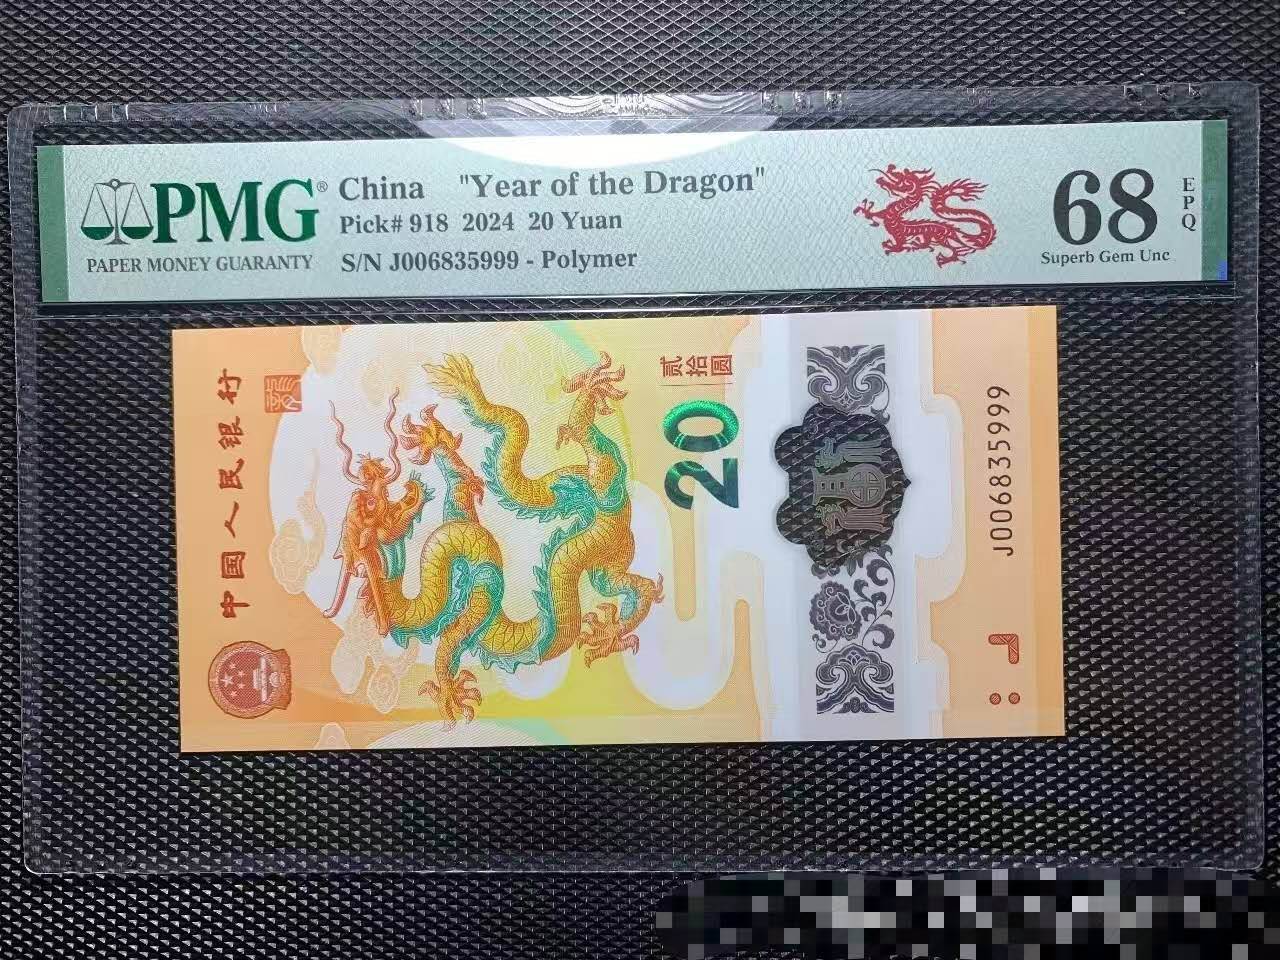 PMG®
PAPER MONEY GUARANTY
China "Year of the Dragon"
Pick# 918 2024 20 Yuan
S/N J006835999 - Polymer
68
EPQ
Superb Gem Unc
中国人民银行
贰拾圆
20
J006835999